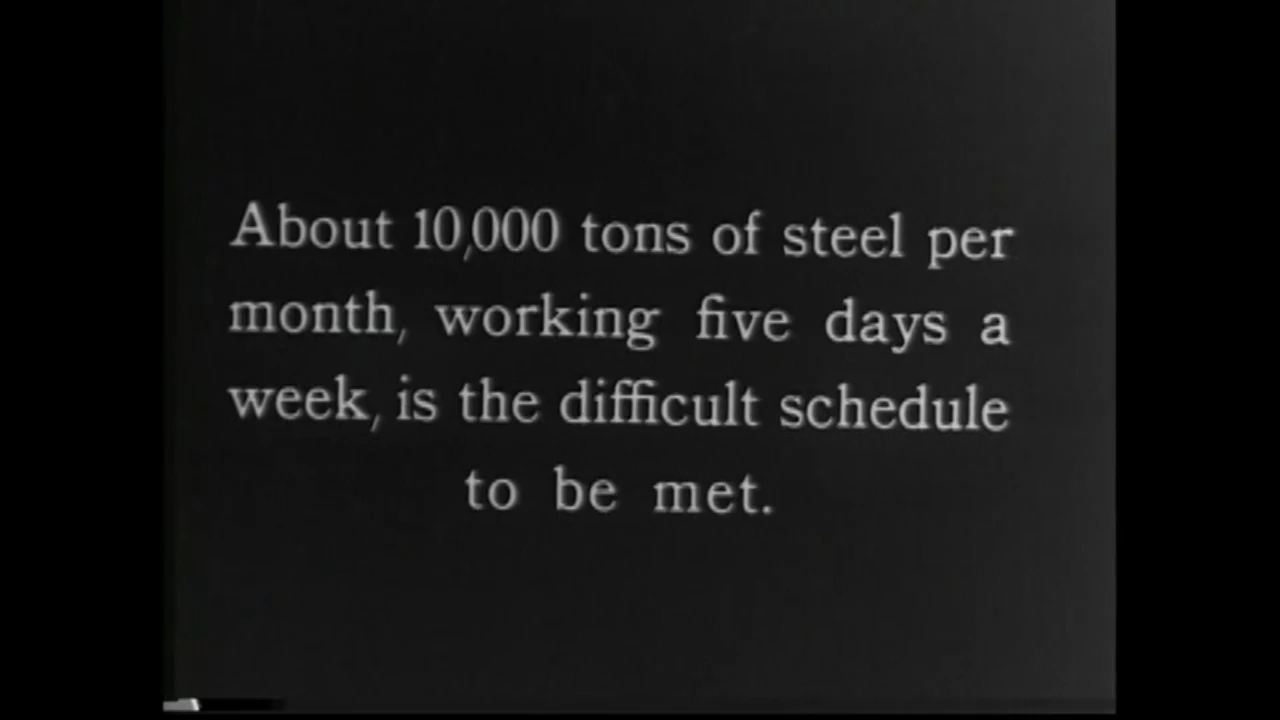 About 10,000 tons of steel per
month, working five days a
week, is the difficult schedule
to be met.